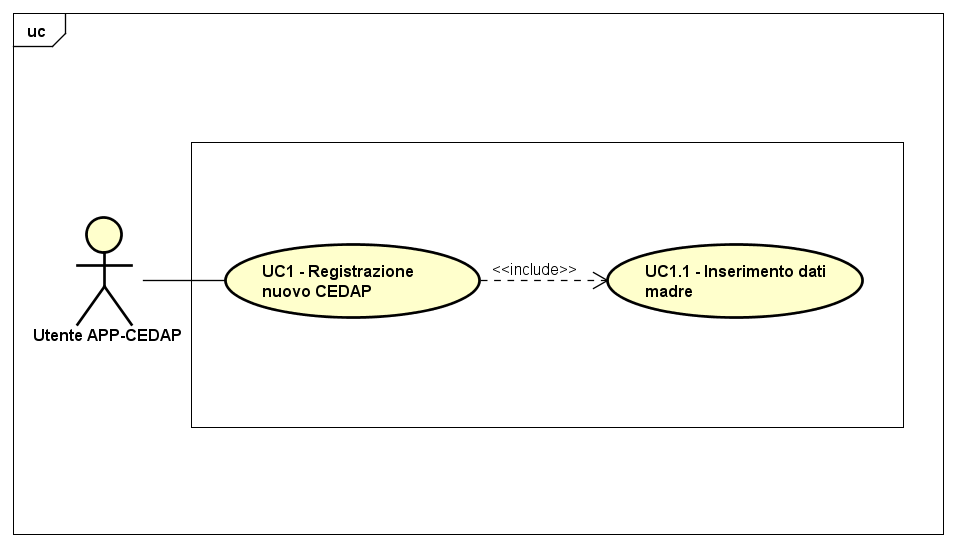 uc
UC1 - Registrazione
nuovo CEDAP
<<include>>
UC1.1 - Inserimento dati
madre
Utente APP-CEDAP